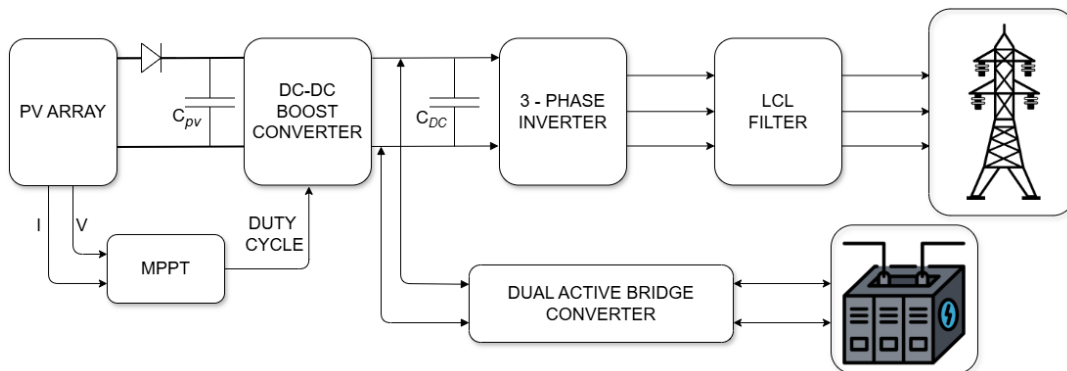 PV ARRAY
C_pv
DC-DC
BOOST
CONVERTER
C_DC
3 - PHASE
INVERTER
LCL
FILTER
I
V
MPPT
DUTY
CYCLE
DUAL ACTIVE BRIDGE
CONVERTER